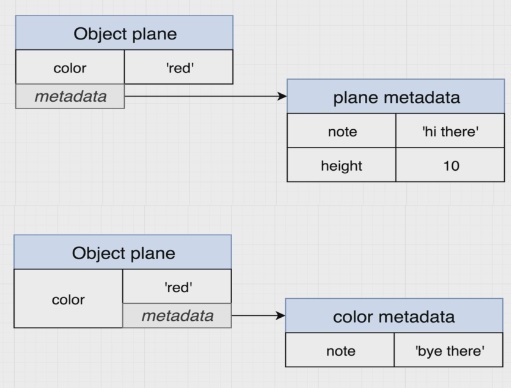 Object plane
color 'red'
metadata
plane metadata
note 'hi there'
height 10
Object plane
'red'
color
metadata
color metadata
note 'bye there'